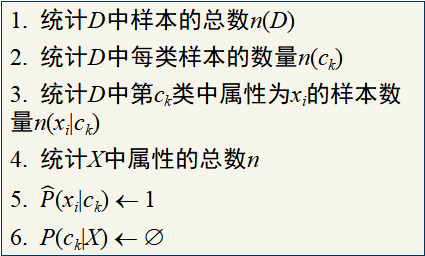 1. 统计D中样本的总数n(D)
2. 统计D中每类样本的数量n(cₖ)
3. 统计D中第cₖ类中属性为xᵢ的样本数
量n(xᵢ|cₖ)
4. 统计X中属性的总数n
5. P̂(xᵢ|cₖ) ← 1
6. P(cₖ|X) ← ∅